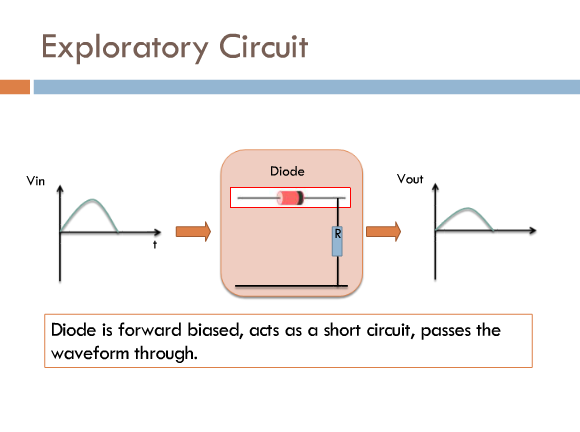 Exploratory Circuit
Diode
Vin
Vout
R
t
Diode is forward biased, acts as a short circuit, passes the
waveform through.